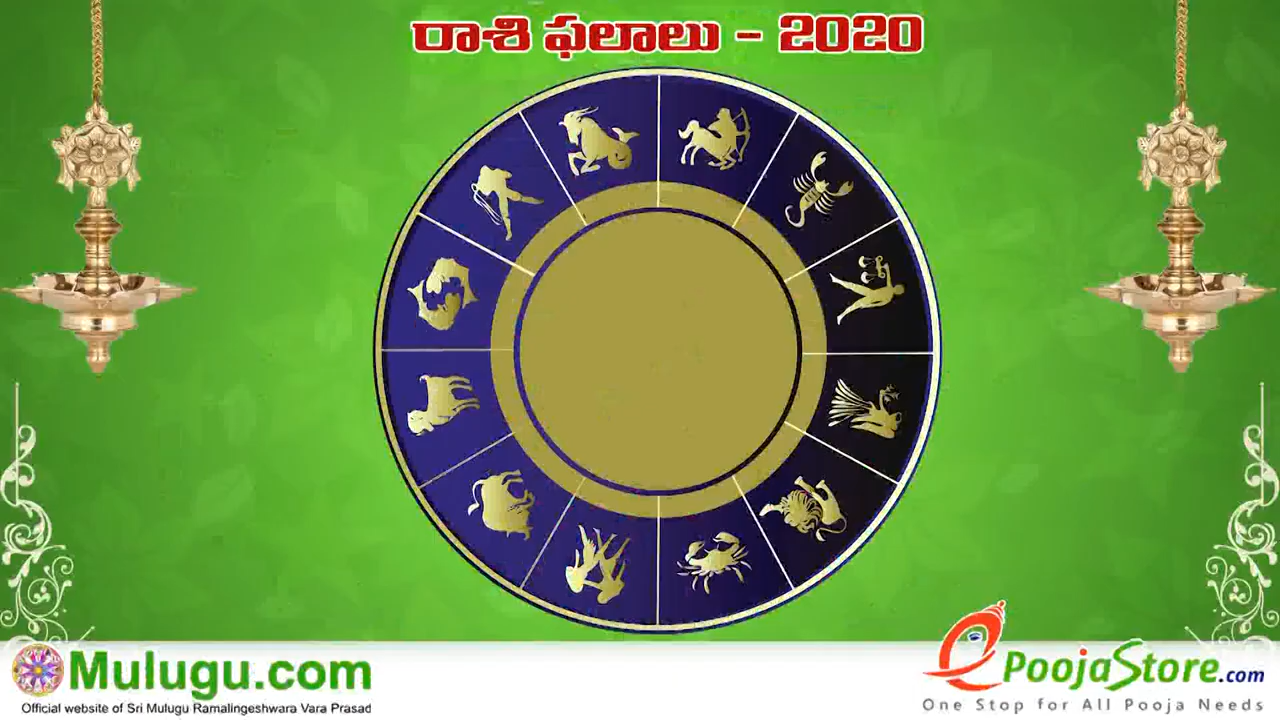 రాశి ఫలాలు - 2020
Mulugu.com
Official website of Sri Mulugu Ramalingeshwara Vara Prasad
ePoojaStore.com
One Stop for All Pooja Needs